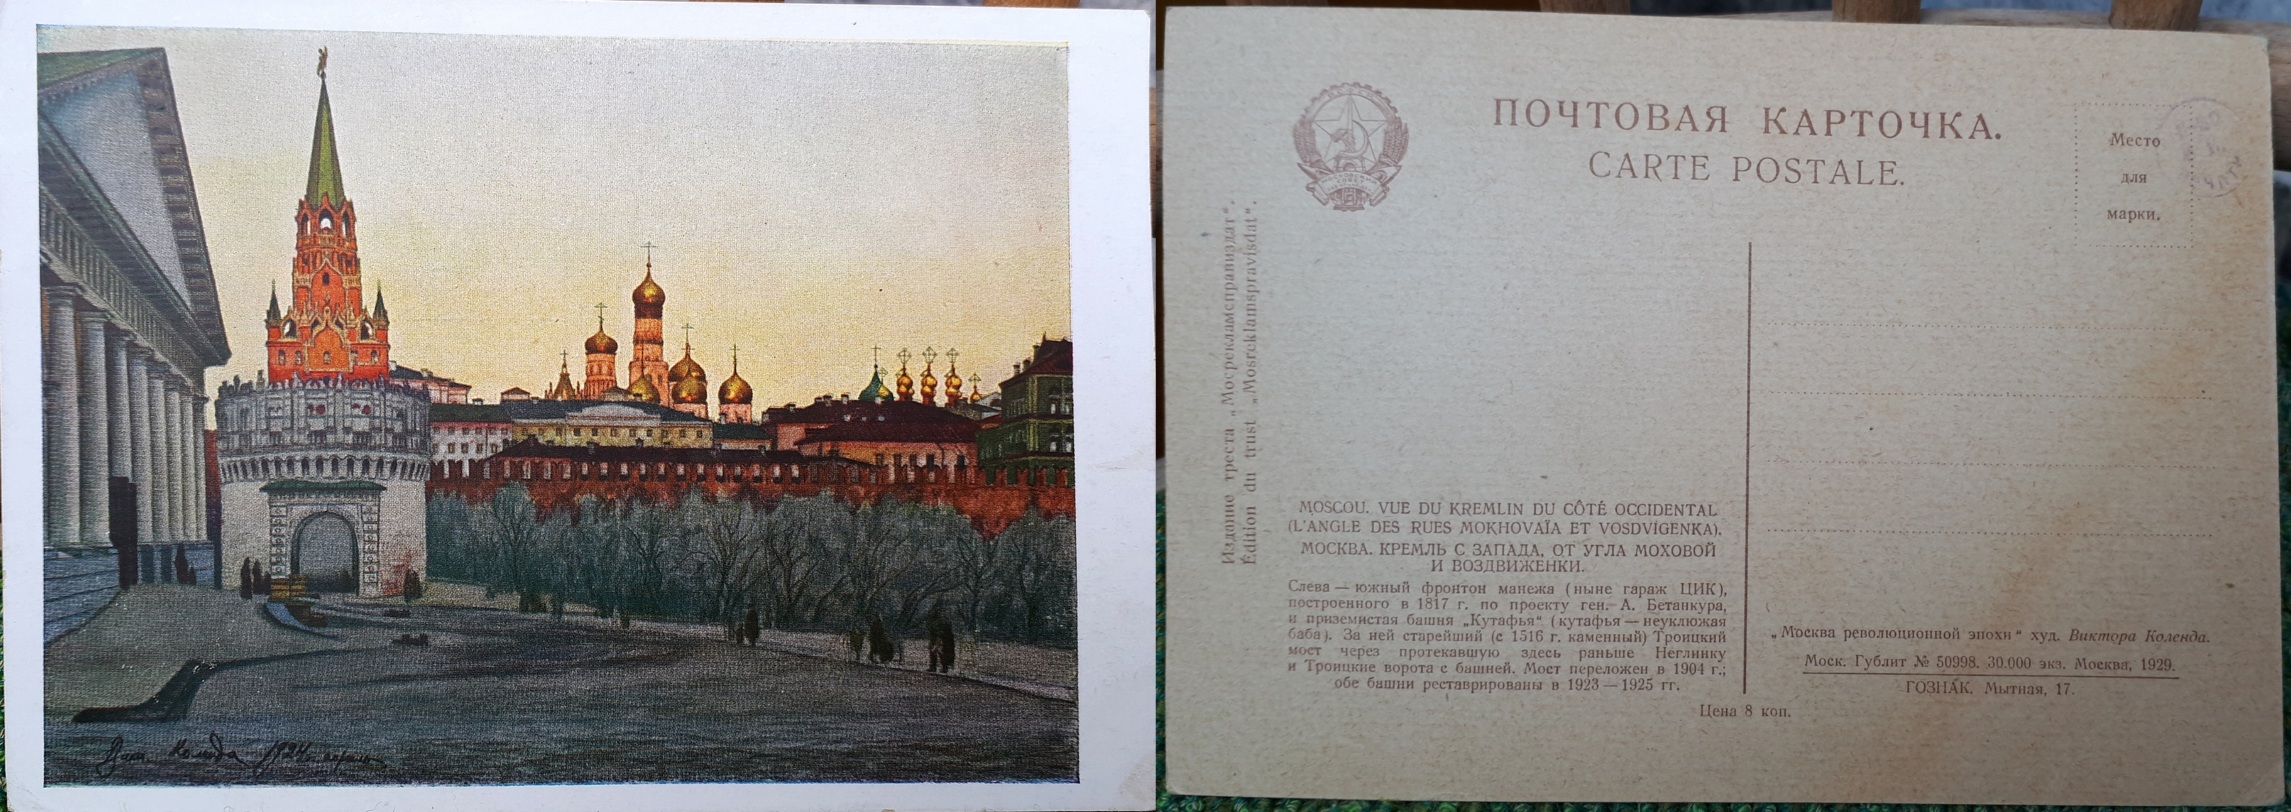 ПОЧТОВАЯ КАРТОЧКА.
CARTE POSTALE.
Место
для
марки.
Издание треста „Мосрекламсправиздат“.
Édition du trust „Mosreklamspravisdat“.
MOSCOU. VUE DU KREMLIN DU CÔTÉ OCCIDENTAL
(L'ANGLE DES RUES MOKHOVAÏA ET VOSDVIGENKA).
МОСКВА. КРЕМЛЬ С ЗАПАДА, ОТ УГЛА МОХОВОЙ
И ВОЗДВИЖЕНКИ.
Слева — южный фронтон манежа (ныне гараж ЦИК),
построенного в 1817 г. по проекту ген. А. Бетанкура,
и приземистая башня „Кутафья“ (кутафья — неуклюжая
баба). За ней старейший (с 1516 г. каменный) Троицкий
мост через протекавшую здесь раньше Неглинку
и Троицкие ворота с башней. Мост переложен в 1904 г.;
обе башни реставрированы в 1923 — 1925 гг.
„Москва революционной эпохи“ худ. Виктора Коленда.
Моск. Гублит № 50998. 30.000 экз. Москва, 1929.
ГОЗНАК. Мытная, 17.
Цена 8 коп.